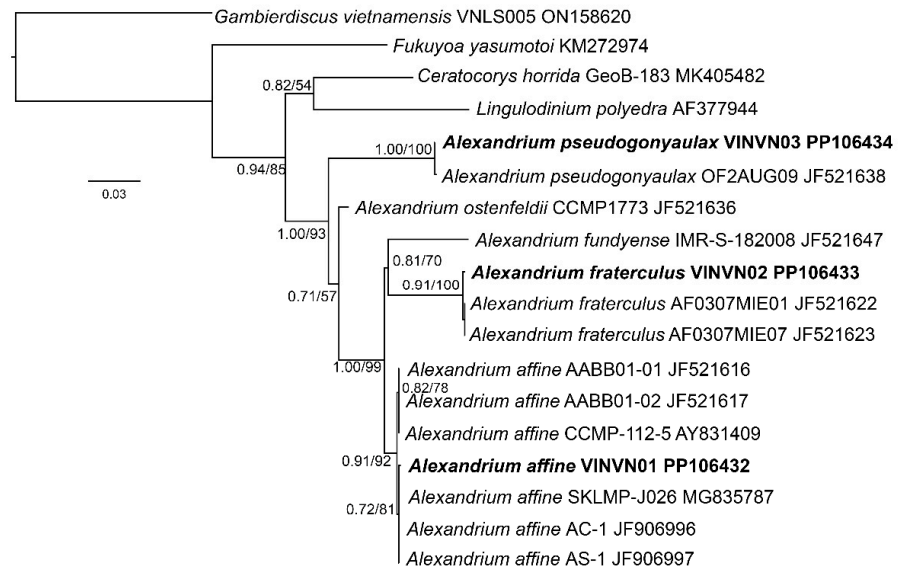 Gambierdiscus vietnamensis VNLS005 ON158620
Fukuyoa yasumotoi KM272974
Ceratocorys horrida GeoB-183 MK405482
0.82/54
Lingulodinium polyedra AF377944
Alexandrium pseudogonyaulax VINVN03 PP106434
1.00/100
0.94/85
Alexandrium pseudogonyaulax OF2AUG09 JF521638
0.03
Alexandrium ostenfeldii CCMP1773 JF521636
1.00/93
Alexandrium fundyense IMR-S-182008 JF521647
0.81/70
Alexandrium fraterculus VINVN02 PP106433
0.91/100
0.71/57
Alexandrium fraterculus AF0307MIE01 JF521622
Alexandrium fraterculus AF0307MIE07 JF521623
1.00/99
Alexandrium affine AABB01-01 JF521616
0.82/78
Alexandrium affine AABB01-02 JF521617
Alexandrium affine CCMP-112-5 AY831409
0.91/92
Alexandrium affine VINVN01 PP106432
Alexandrium affine SKLMP-J026 MG835787
0.72/81
Alexandrium affine AC-1 JF906996
Alexandrium affine AS-1 JF906997